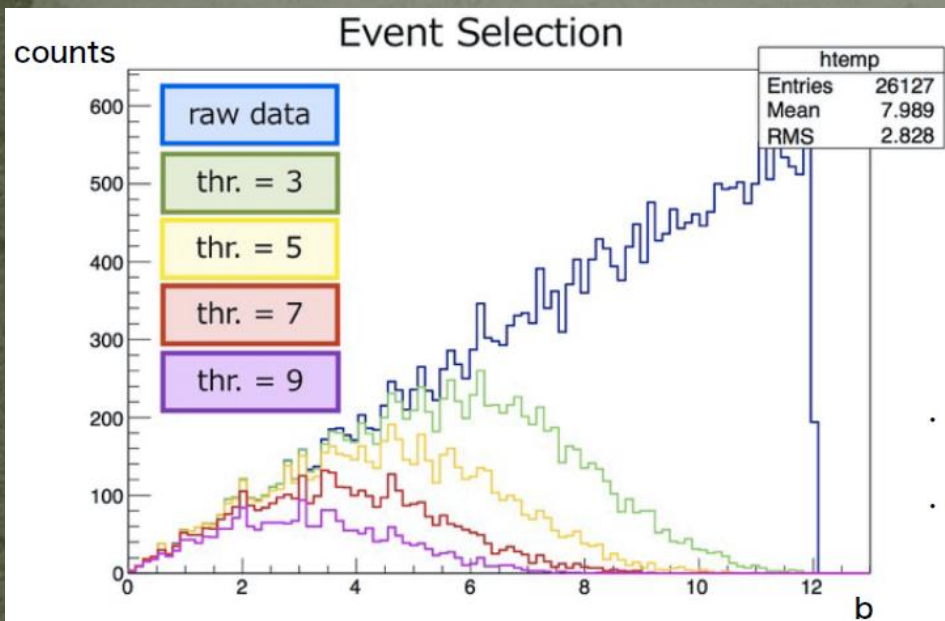 Event Selection
counts
htemp
Entries 26127
Mean 7.989
RMS 2.828
raw data
thr. = 3
thr. = 5
thr. = 7
thr. = 9
600
500
400
300
200
100
0
0 2 4 6 8 10 12
b